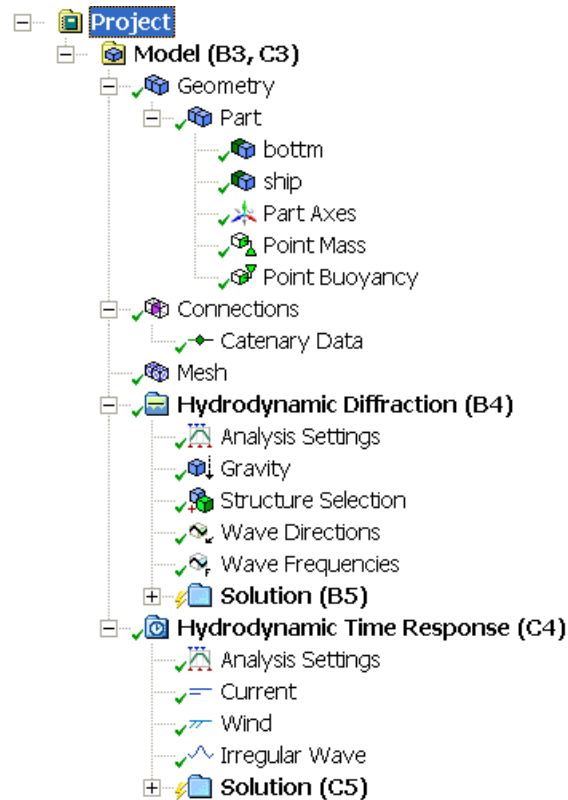 Project
Model (B3, C3)
Geometry
Part
bottm
ship
Part Axes
Point Mass
Point Buoyancy
Connections
Catenary Data
Mesh
Hydrodynamic Diffraction (B4)
Analysis Settings
Gravity
Structure Selection
Wave Directions
Wave Frequencies
Solution (B5)
Hydrodynamic Time Response (C4)
Analysis Settings
Current
Wind
Irregular Wave
Solution (C5)